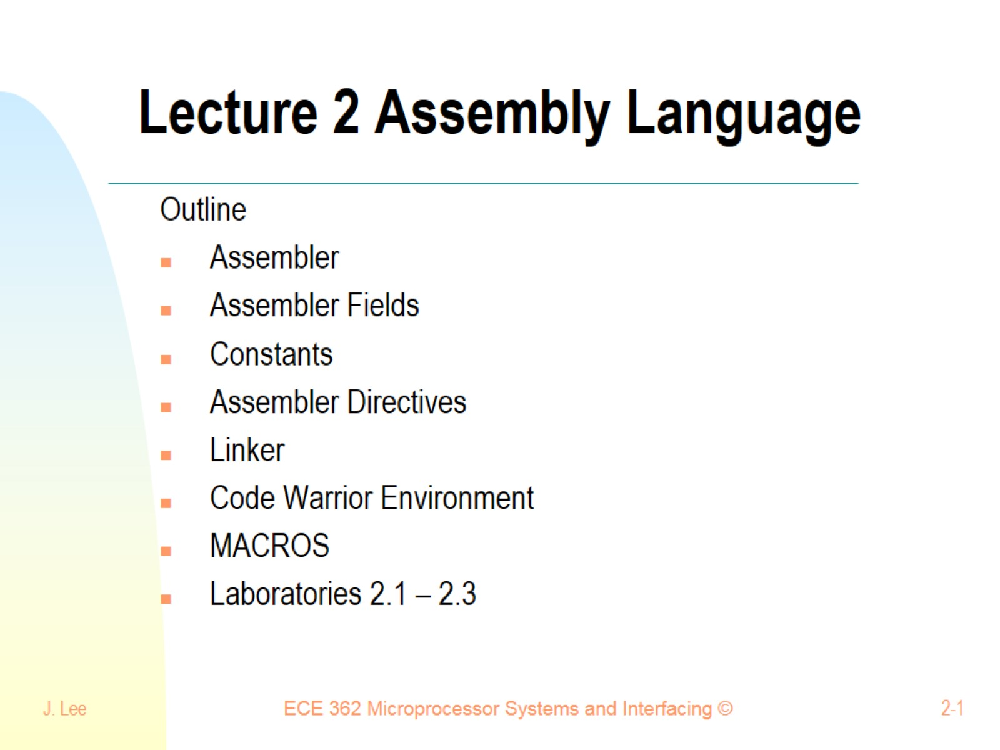 Lecture 2 Assembly Language
Outline
Assembler
Assembler Fields
Constants
Assembler Directives
Linker
Code Warrior Environment
MACROS
Laboratories 2.1 – 2.3
J. Lee
ECE 362 Microprocessor Systems and Interfacing ©
2-1